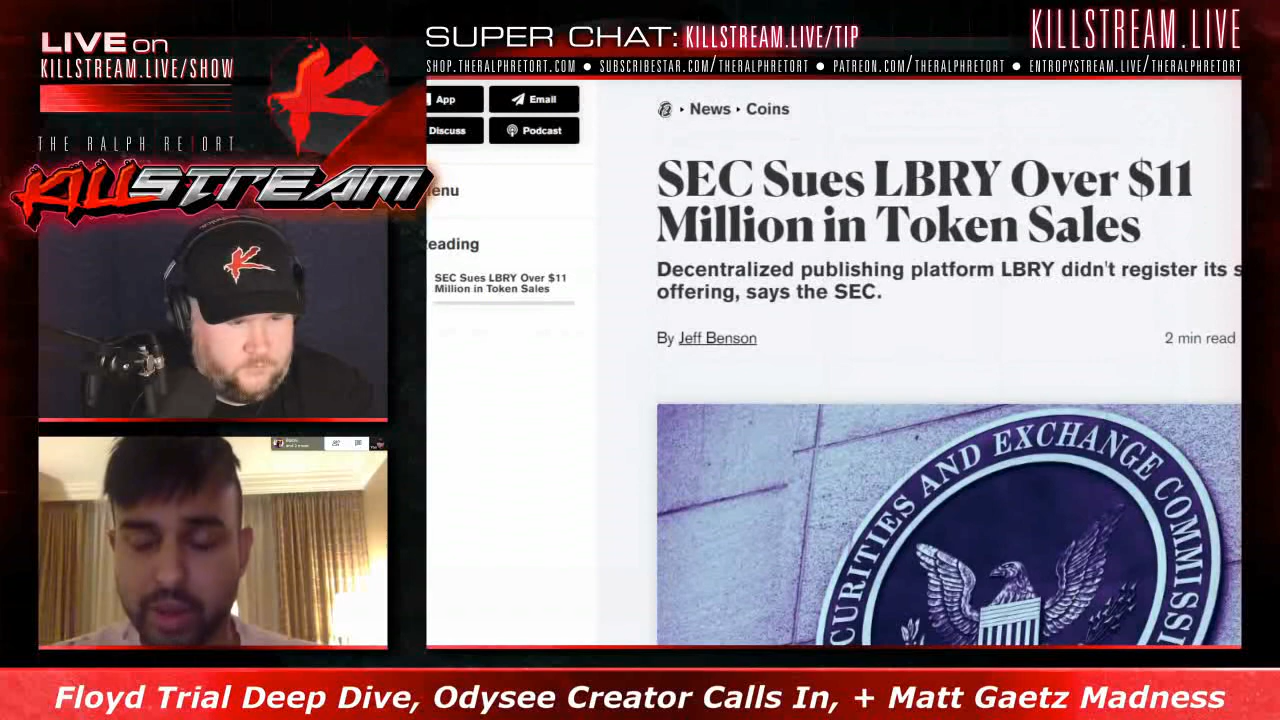 LIVE on
KILLSTREAM.LIVE/SHOW
THE RALPH RETORT
KILLSTREAM
SUPER CHAT: KILLSTREAM.LIVE/TIP
KILLSTREAM.LIVE
SHOP.THERALPHRETORT.COM ● SUBSCRIBESTAR.COM/THERALPHRETORT ● PATREON.COM/THERALPHRETORT ● ENTROPYSTREAM.LIVE/THERALPHRETORT
App
Email
Discuss
Podcast
enu
eading
SEC Sues LBRY Over $11
Million in Token Sales
News ‣ Coins
SEC Sues LBRY Over $11
Million in Token Sales
Decentralized publishing platform LBRY didn't register its s
offering, says the SEC.
By Jeff Benson
2 min read
CURITIES AND EXCHANGE COMMISSI
Floyd Trial Deep Dive, Odysee Creator Calls In, + Matt Gaetz Madness